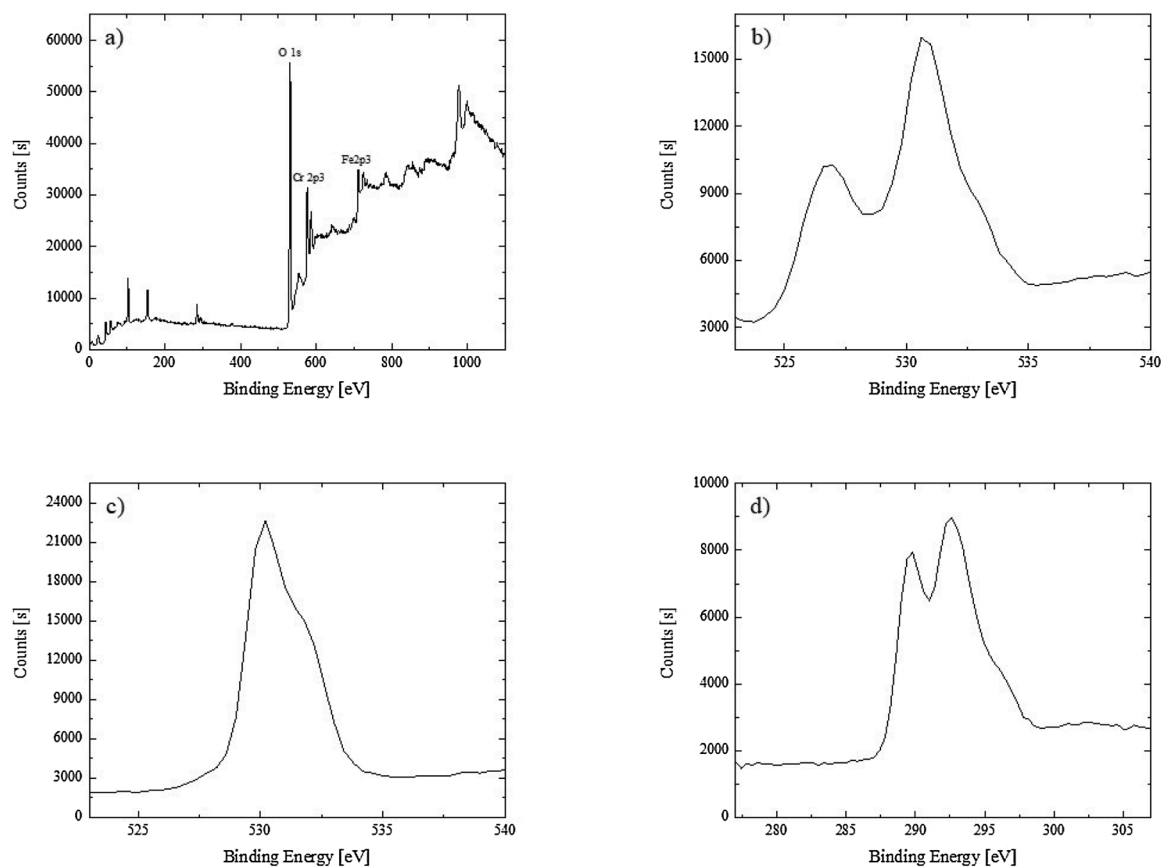 a)
O 1s
Cr 2p3
Fe2p3
60000
50000
40000
30000
20000
10000
0
Counts [s]
0 200 400 600 800 1000
Binding Energy [eV]
b)
15000
12000
9000
6000
3000
Counts [s]
525 530 535 540
Binding Energy [eV]
c)
24000
21000
18000
15000
12000
9000
6000
3000
0
Counts [s]
525 530 535 540
Binding Energy [eV]
d)
10000
8000
6000
4000
2000
0
Counts [s]
280 285 290 295 300 305
Binding Energy [eV]